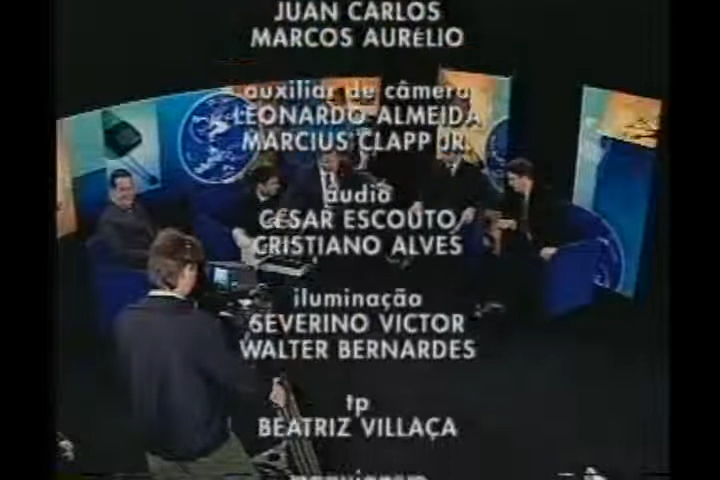 JUAN CARLOS
MARCOS AURÉLIO
auxiliar de câmera
LEONARDO ALMEIDA
MARCIUS CLAPP JR.
áudio
CESAR ESCOUTO
CRISTIANO ALVES
iluminação
SEVERINO VICTOR
WALTER BERNARDES
tp
BEATRIZ VILLAÇA